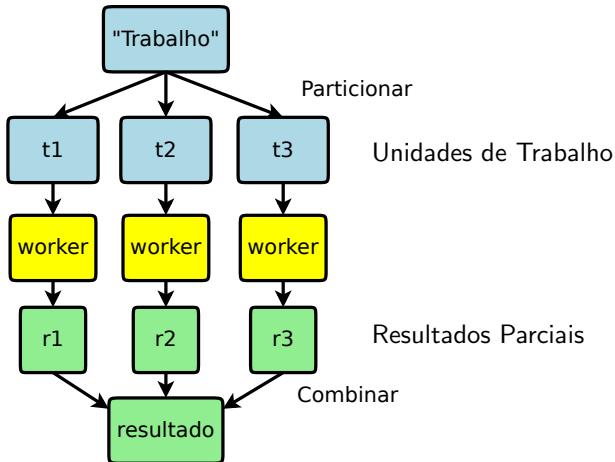 "Trabalho"
Particionar
t1 t2 t3 Unidades de Trabalho
worker worker worker
r1 r2 r3 Resultados Parciais
Combinar
resultado